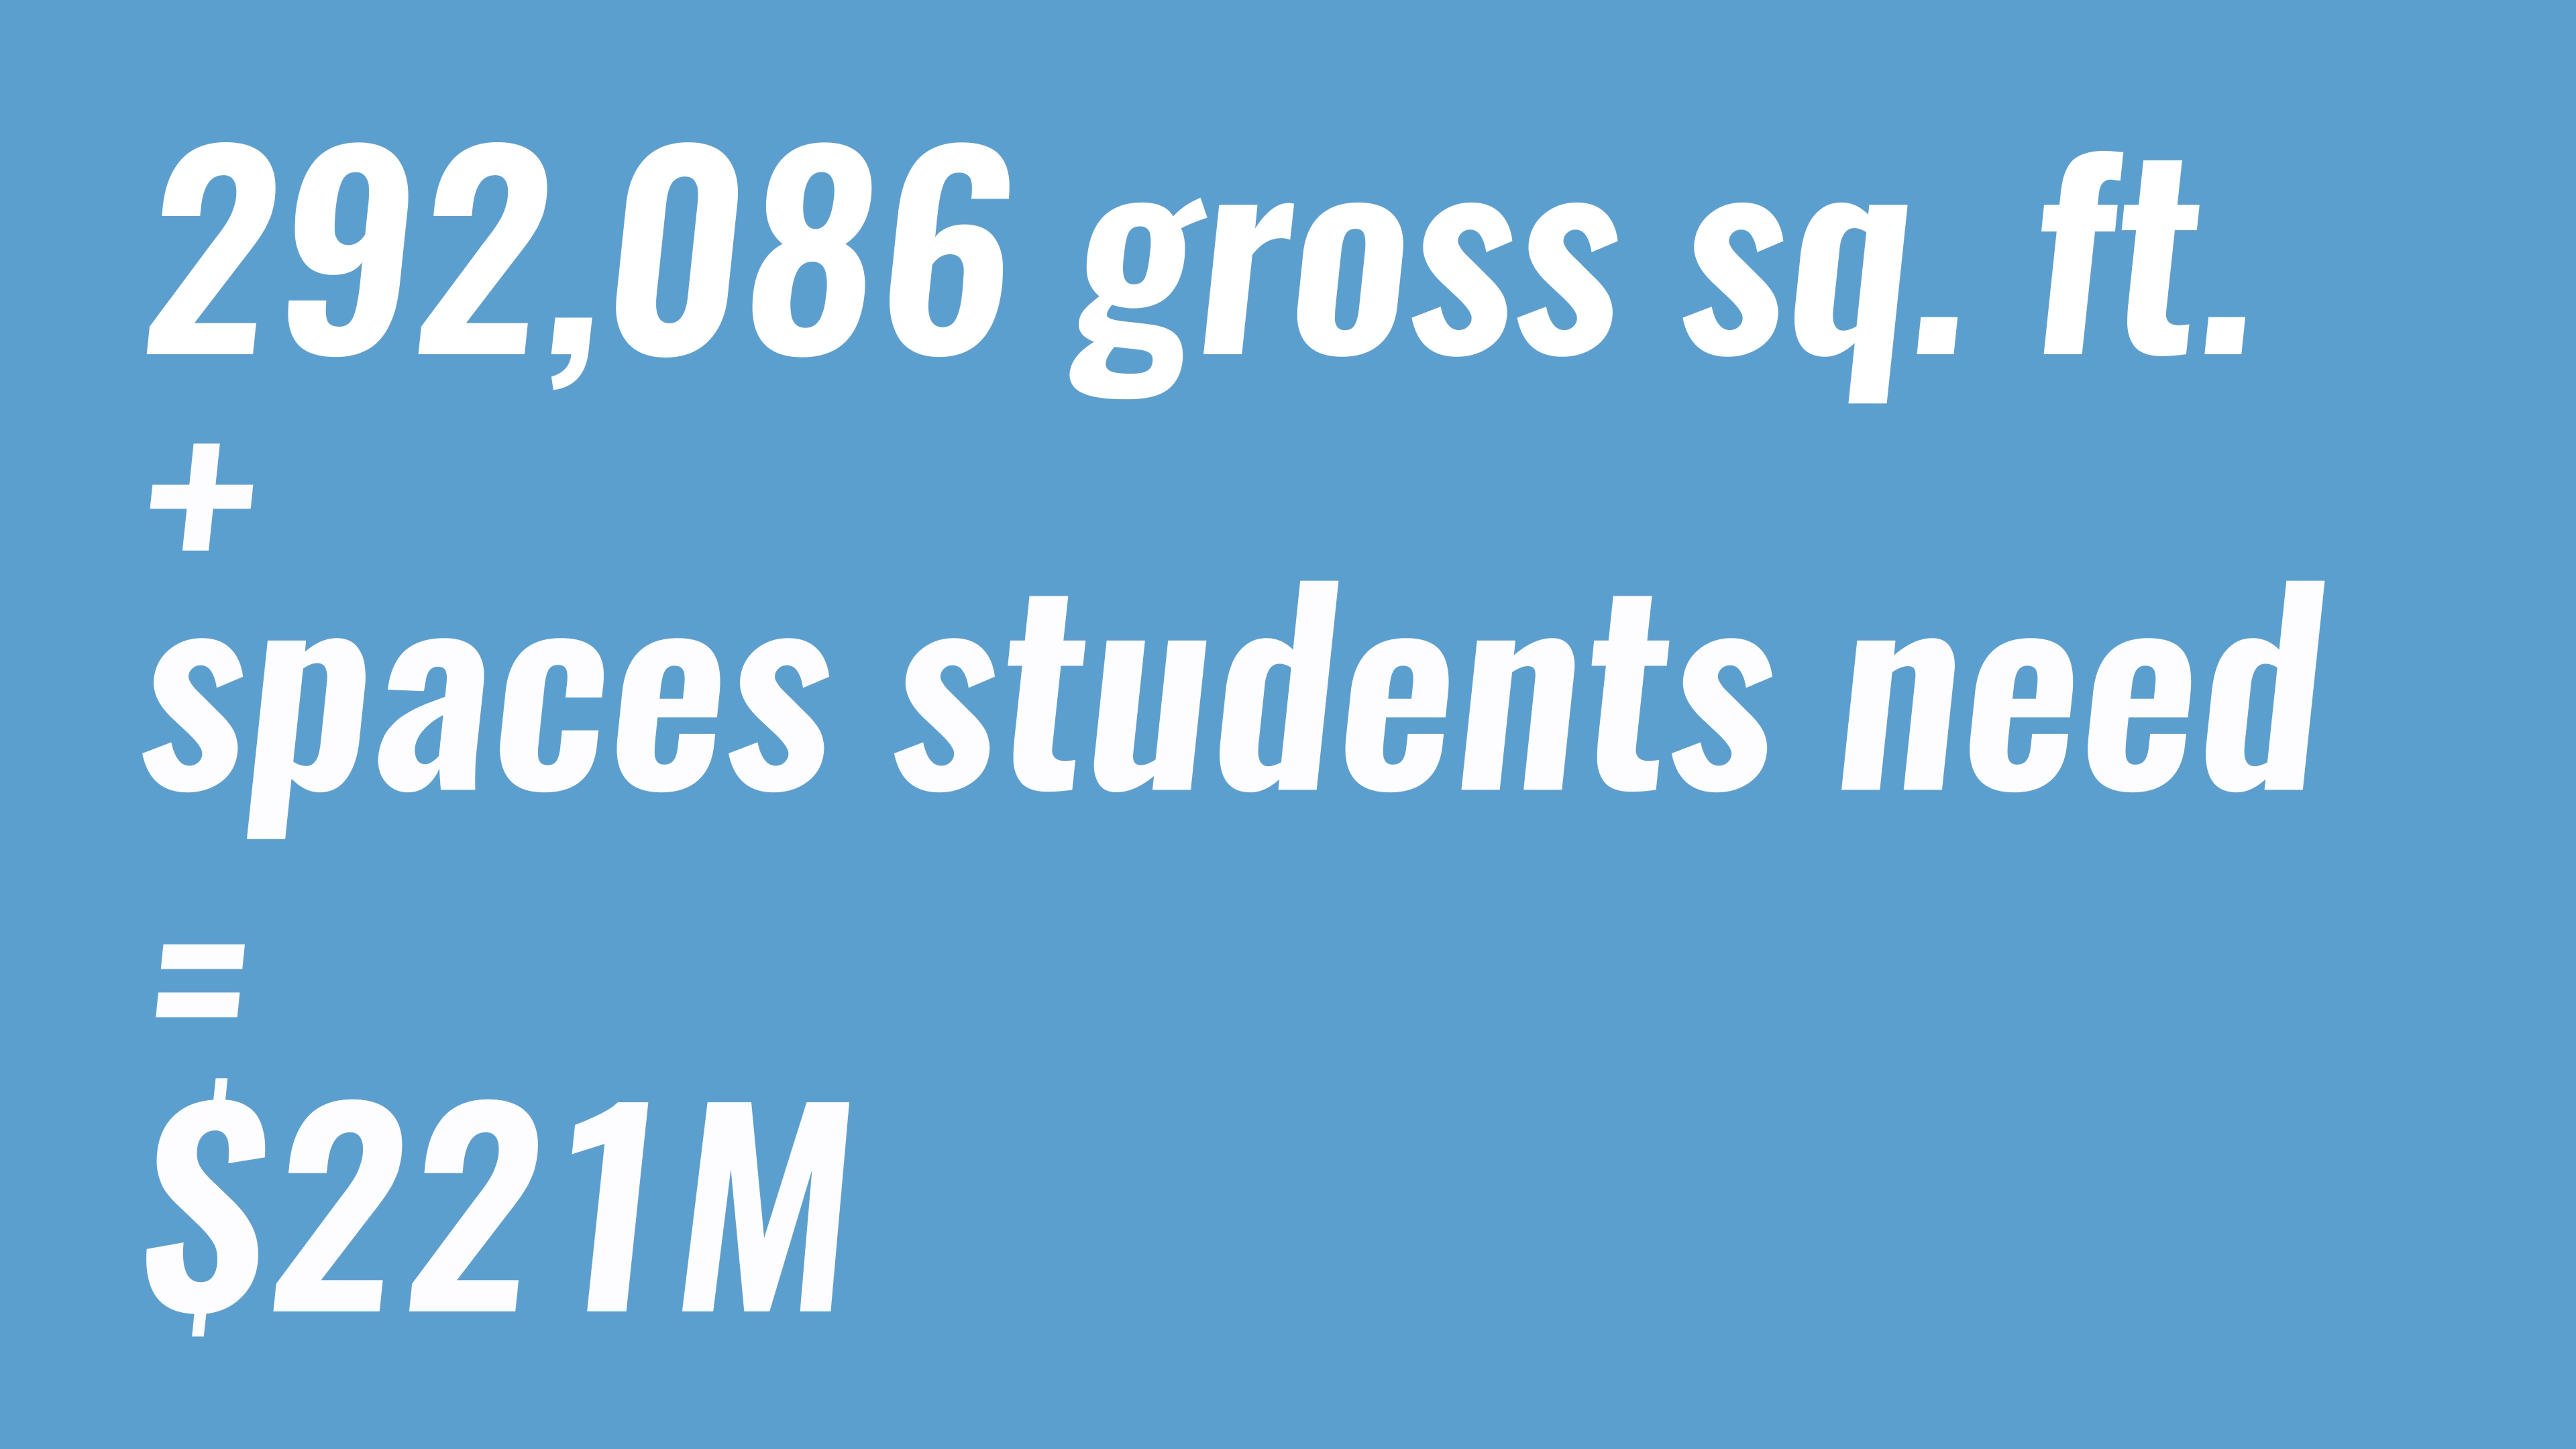 292,086 gross sq. ft.
+
spaces students need
=
$221M